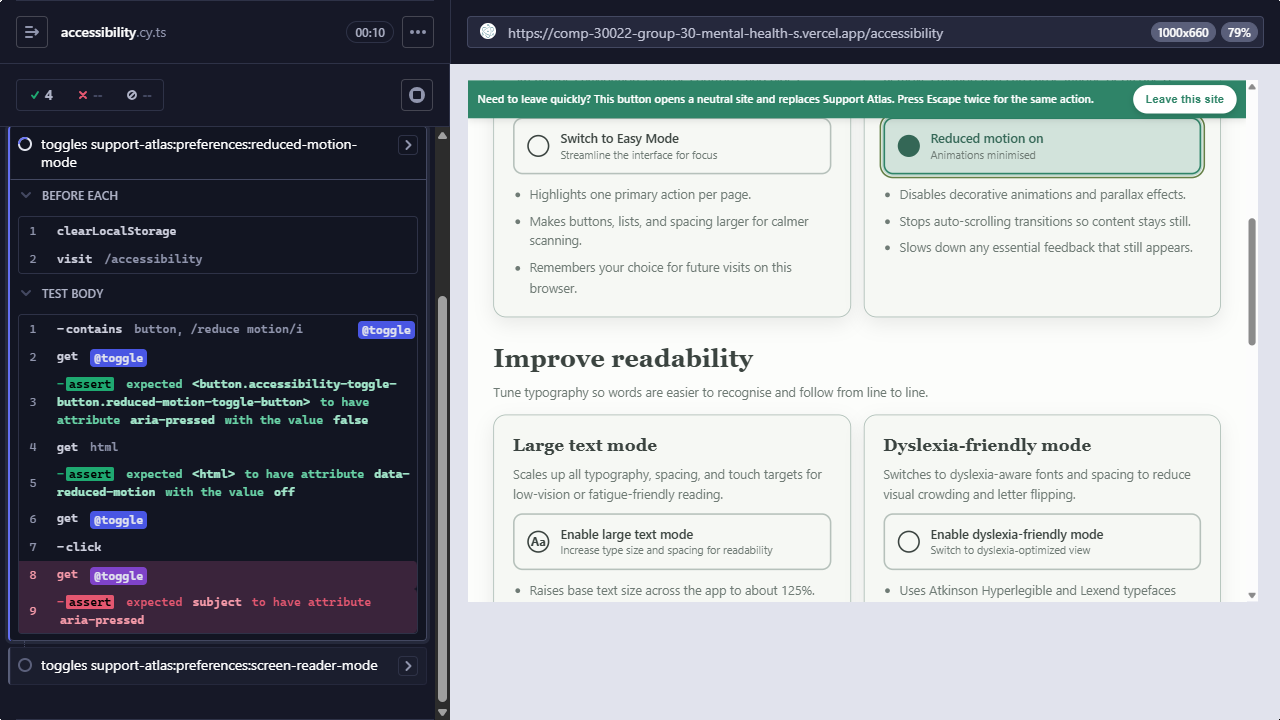 accessibility.cy.ts
00:10
4
--
--
toggles support-atlas:preferences:reduced-motion-
mode
BEFORE EACH
1 clearLocalStorage
2 visit /accessibility
TEST BODY
1 -contains button, /reduce motion/i @toggle
2 get @toggle
-assert expected <button.accessibility-toggle-
3 button.reduced-motion-toggle-button> to have
attribute aria-pressed with the value false
4 get html
-assert expected <html> to have attribute data-
5 reduced-motion with the value off
6 get @toggle
7 -click
8 get @toggle
-assert expected subject to have attribute
9 aria-pressed
toggles support-atlas:preferences:screen-reader-mode
https://comp-30022-group-30-mental-health-s.vercel.app/accessibility
1000x660
79%
Need to leave quickly? This button opens a neutral site and replaces Support Atlas. Press Escape twice for the same action.
Leave this site
Switch to Easy Mode
Streamline the interface for focus
• Highlights one primary action per page.
• Makes buttons, lists, and spacing larger for calmer
scanning.
• Remembers your choice for future visits on this
browser.
Reduced motion on
Animations minimised
• Disables decorative animations and parallax effects.
• Stops auto-scrolling transitions so content stays still.
• Slows down any essential feedback that still appears.
Improve readability
Tune typography so words are easier to recognise and follow from line to line.
Large text mode
Scales up all typography, spacing, and touch targets for
low-vision or fatigue-friendly reading.
Aa
Enable large text mode
Increase type size and spacing for readability
• Raises base text size across the app to about 125%.
Dyslexia-friendly mode
Switches to dyslexia-aware fonts and spacing to reduce
visual crowding and letter flipping.
Enable dyslexia-friendly mode
Switch to dyslexia-optimized view
• Uses Atkinson Hyperlegible and Lexend typefaces